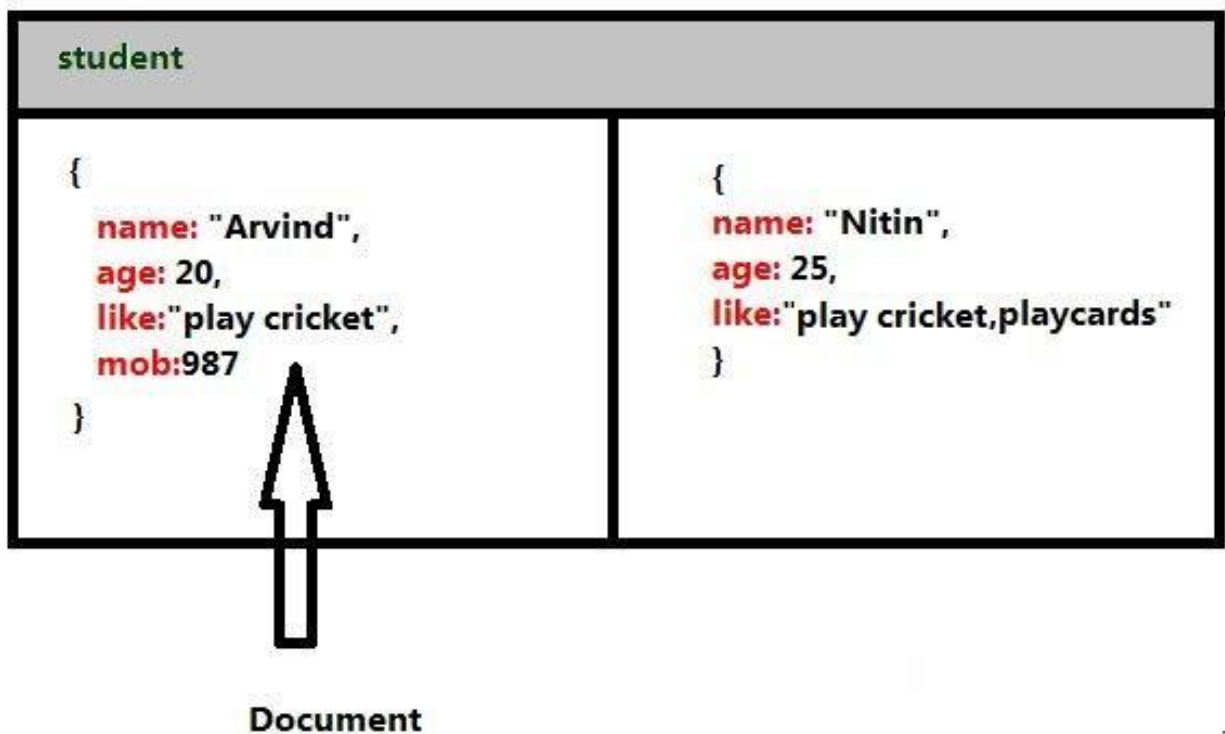 student
{
name: "Arvind",
age: 20,
like:"play cricket",
mob:987
}
{
name: "Nitin",
age: 25,
like:"play cricket,playcards"
}
Document